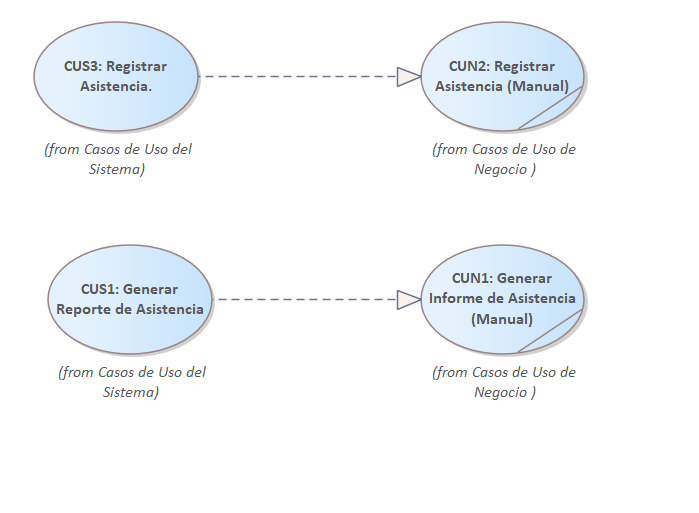 CUS3: Registrar
Asistencia.
CUN2: Registrar
Asistencia (Manual)
(from Casos de Uso del
Sistema)
(from Casos de Uso de
Negocio )
CUS1: Generar
Reporte de Asistencia
CUN1: Generar
Informe de Asistencia
(Manual)
(from Casos de Uso del
Sistema)
(from Casos de Uso de
Negocio )